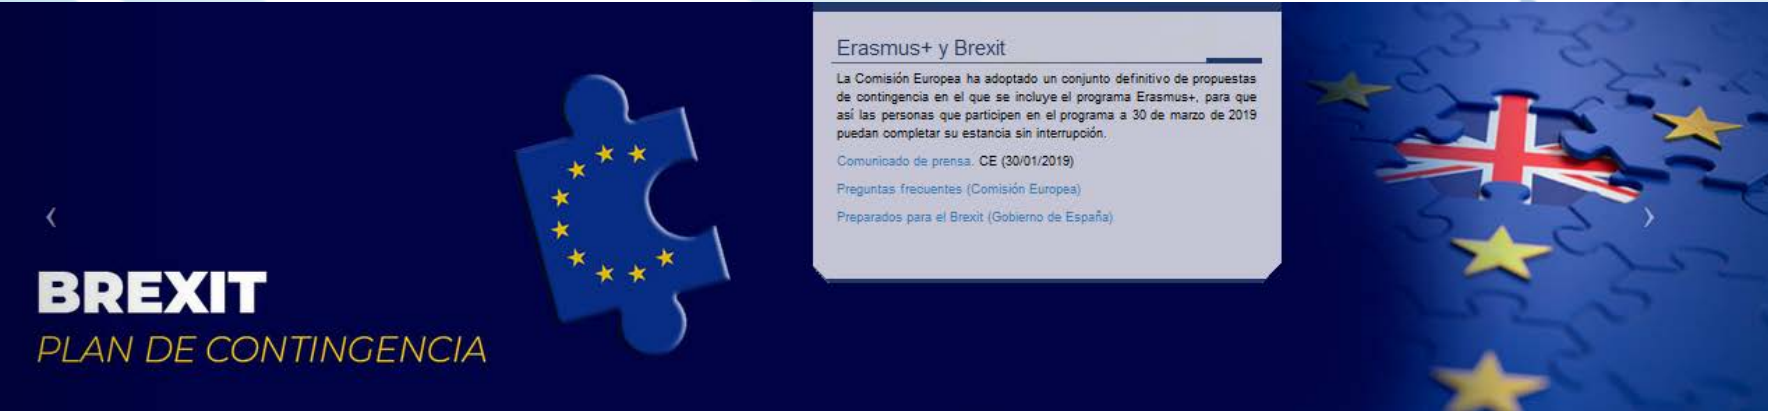 BREXIT
PLAN DE CONTINGENCIA
Erasmus+ y Brexit
La Comisión Europea ha adoptado un conjunto definitivo de propuestas
de contingencia en el que se incluye el programa Erasmus+, para que
así las personas que participen en el programa a 30 de marzo de 2019
puedan completar su estancia sin interrupción.
Comunicado de prensa. CE (30/01/2019)
Preguntas frecuentes (Comisión Europea)
Preparados para el Brexit (Gobierno de España)